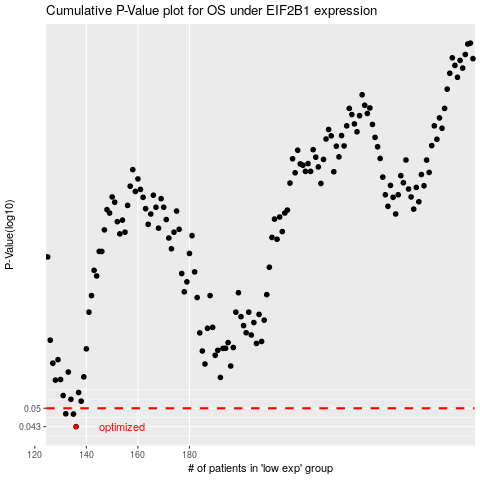 Cumulative P-Value plot for OS under EIF2B1 expression
P-Value(log10)
0.05
0.043
optimized
120 140 160 180
# of patients in 'low exp' group